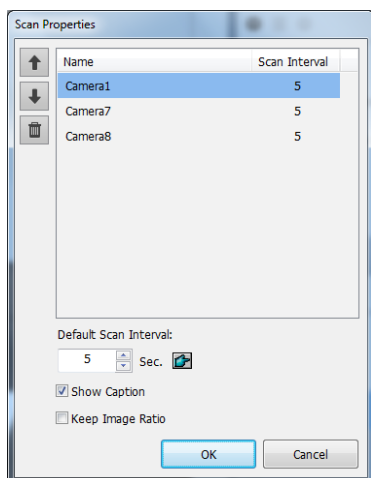 Scan Properties
Name Scan Interval
Camera1 5
Camera7 5
Camera8 5
Default Scan Interval:
5 Sec.
Show Caption
Keep Image Ratio
OK Cancel